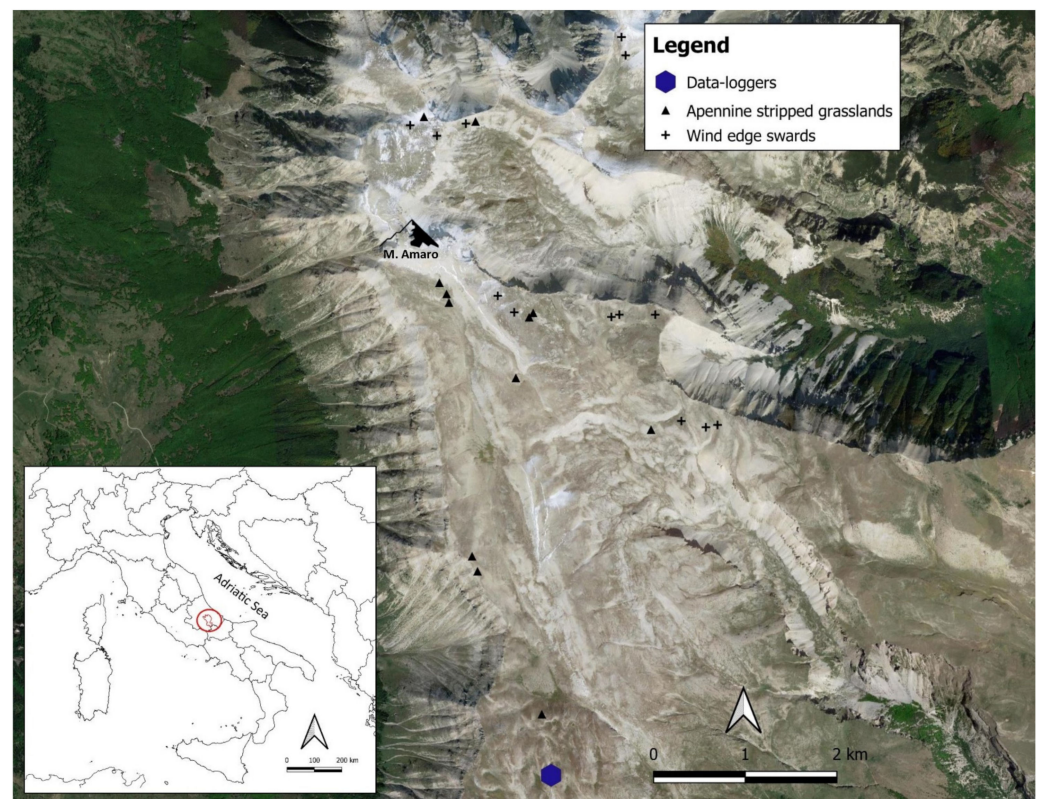 Legend
Data-loggers
Apennine stripped grasslands
Wind edge swards
M. Amaro
Adriatic Sea
0 100 200 km
0 1 2 km